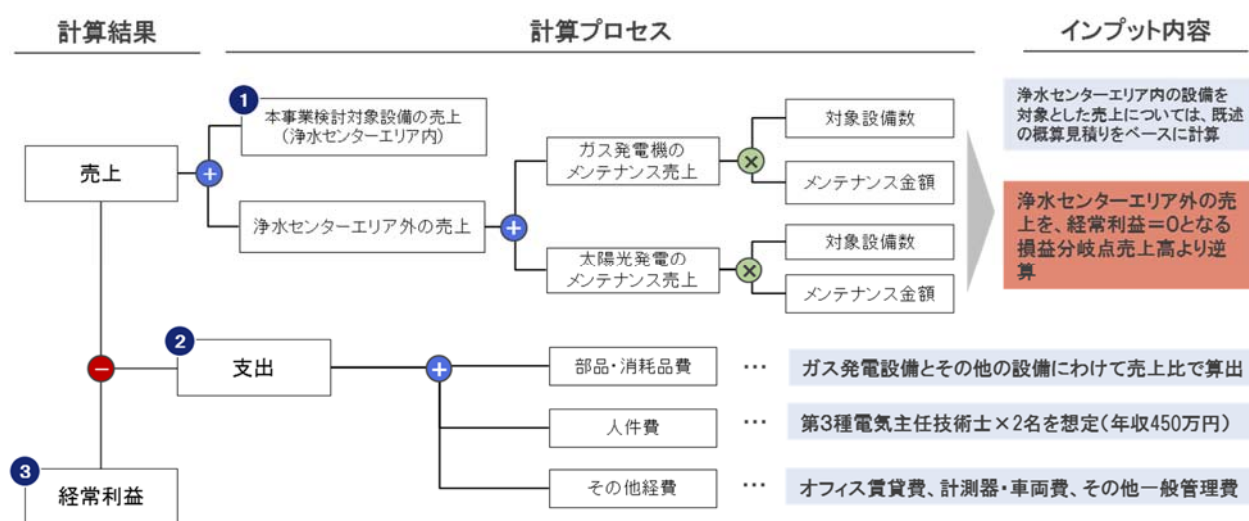 計算結果
計算プロセス
インプット内容
1
本事業検討対象設備の売上
(浄水センターエリア内)
売上
+
浄水センターエリア外の売上
+
ガス発電機の
メンテナンス売上
×
対象設備数
メンテナンス金額
太陽光発電の
メンテナンス売上
×
対象設備数
メンテナンス金額
浄水センターエリア内の設備を
対象とした売上については、既述
の概算見積りをベースに計算
浄水センターエリア外の売
上を、経常利益=0となる
損益分岐点売上高より逆
算
−
2
支出
+
部品・消耗品費
…
ガス発電設備とその他の設備にわけて売上比で算出
人件費
…
第3種電気主任技術士×2名を想定(年収450万円)
その他経費
…
オフィス賃貸費、計測器・車両費、その他一般管理費
3
経常利益